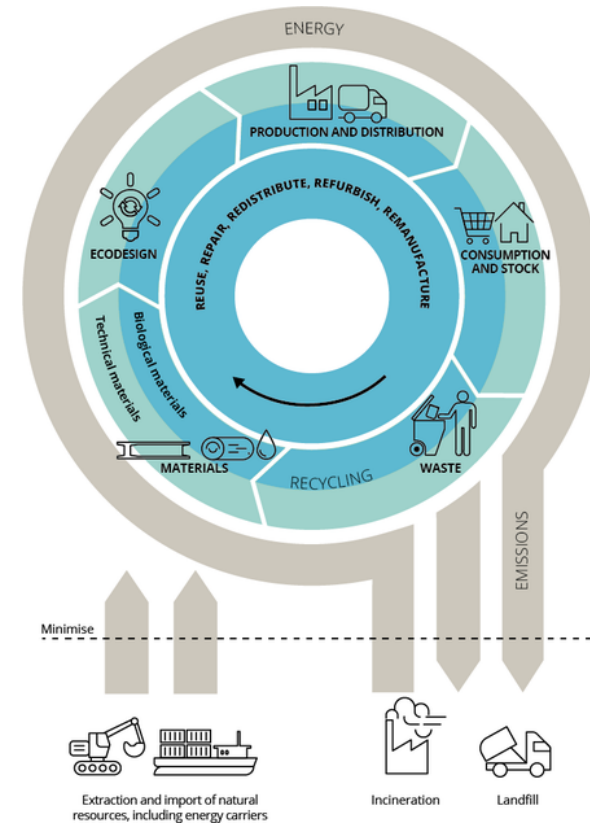 ENERGY
PRODUCTION AND DISTRIBUTION
REUSE, REPAIR, REDISTRIBUTE, REFURBISH, REMANUFACTURE
ECODESIGN
CONSUMPTION
AND STOCK
Technical materials
Biological materials
MATERIALS
RECYCLING
WASTE
EMISSIONS
Minimise
Extraction and import of natural
resources, including energy carriers
Incineration
Landfill